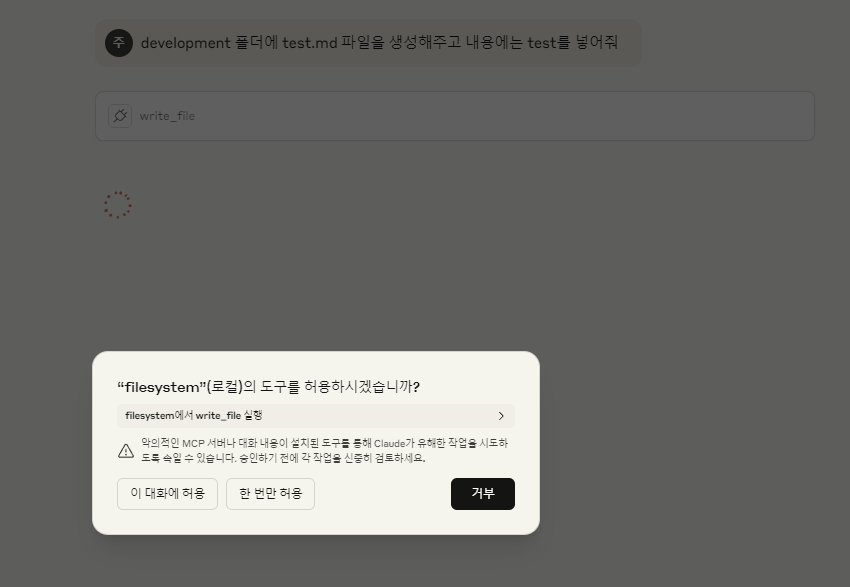 주 development 폴더에 test.md 파일을 생성해주고 내용에는 test를 넣어줘
write_file
“filesystem”(로컬)의 도구를 허용하시겠습니까?
filesystem에서 write_file 실행
악의적인 MCP 서버나 대화 내용이 설치된 도구를 통해 Claude가 유해한 작업을 시도하
도록 속일 수 있습니다. 승인하기 전에 각 작업을 신중히 검토하세요.
이 대화에 허용 한 번만 허용 거부